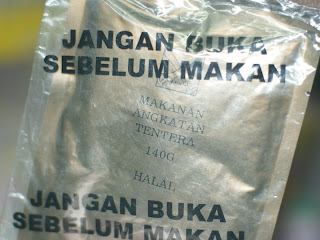 JANGAN BUKA
SEBELUM MAKAN
MAKANAN
ANGKATAN
TENTERA
140G
HALAL
JANGAN BUKA
SEBELUM MAKAN